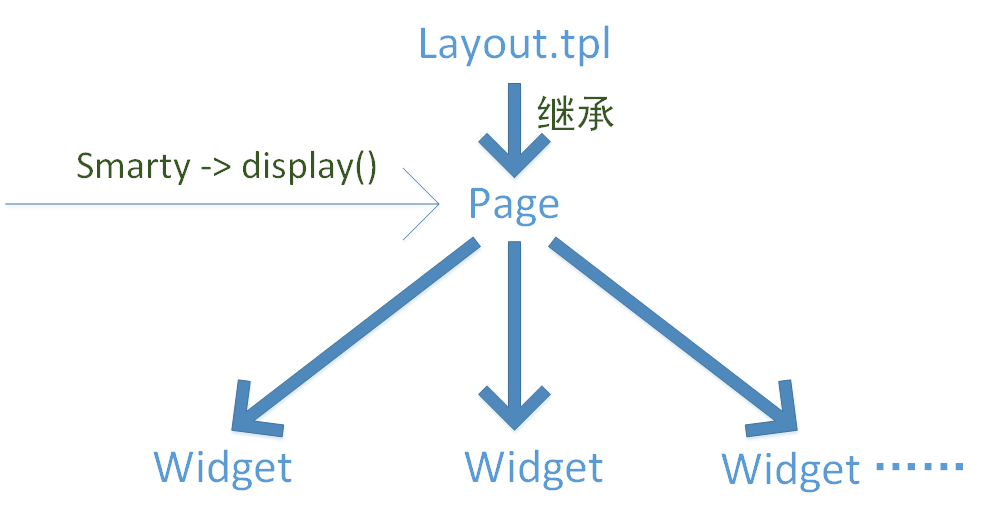 Layout.tpl
继承
Smarty -> display()
Page
Widget
Widget
Widget ……